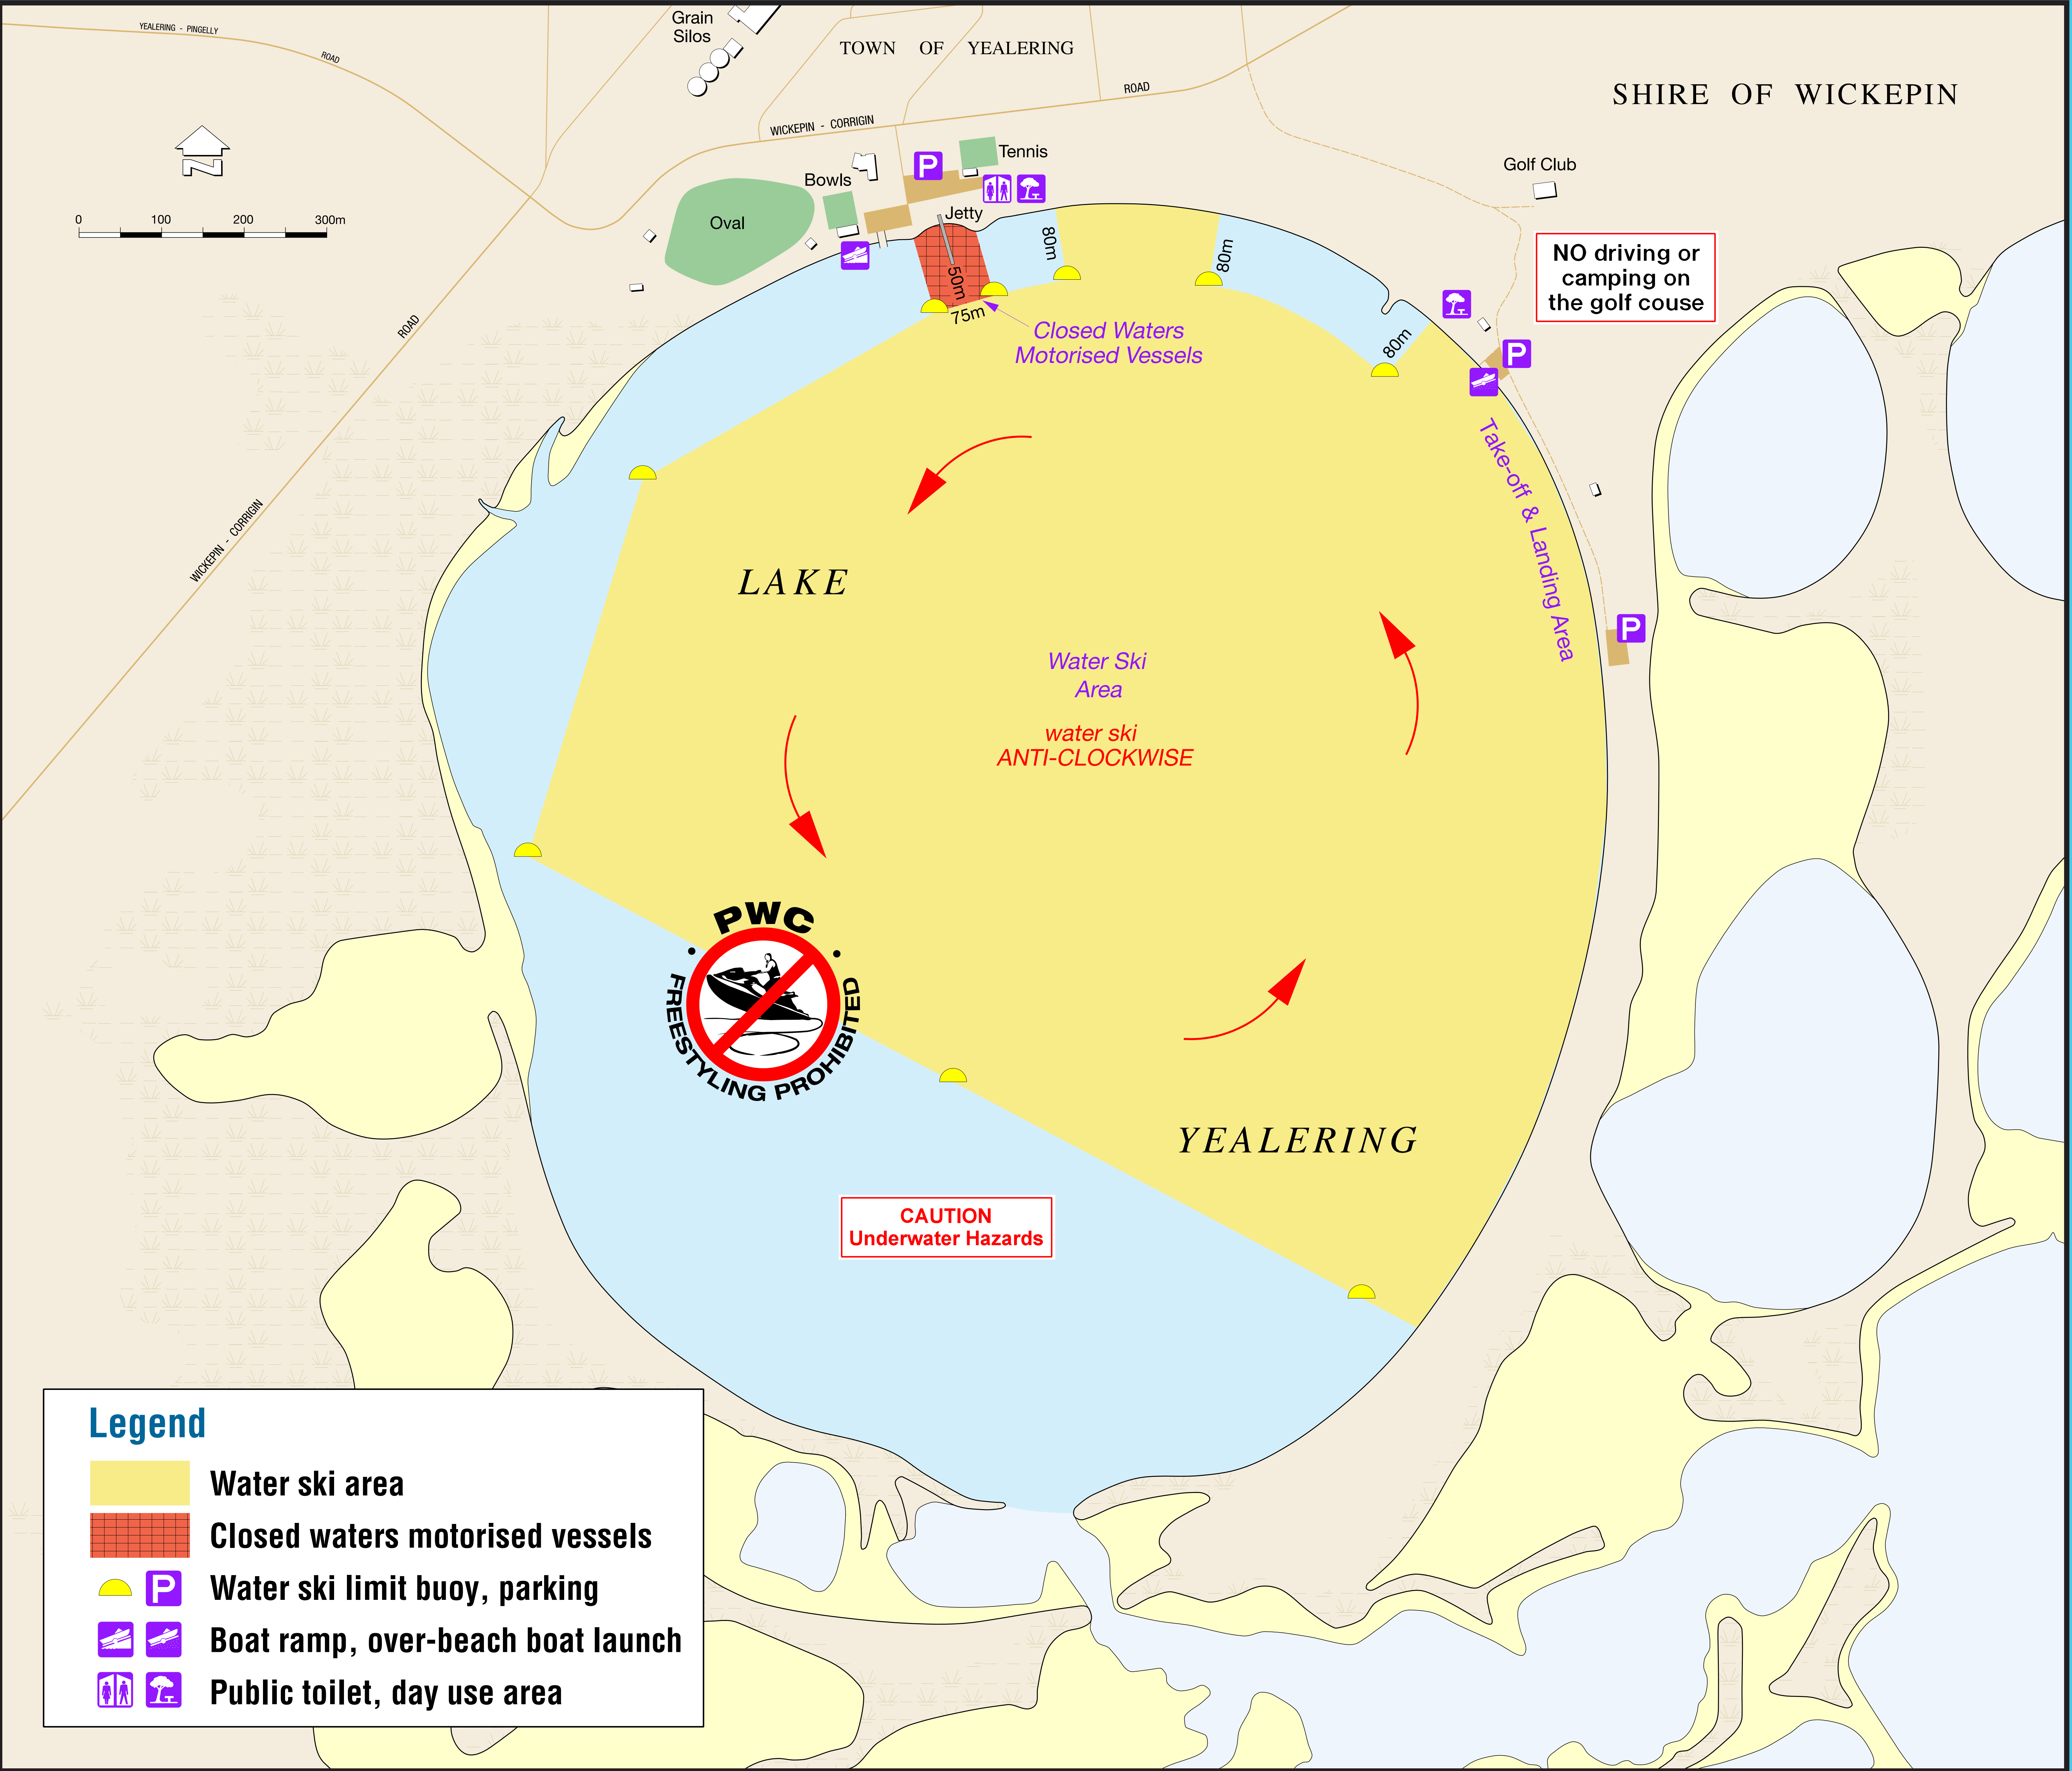 YEALERING - PINGELLY
ROAD
Grain
Silos
TOWN OF YEALERING
SHIRE OF WICKEPIN
ROAD
WICKEPIN - CORRIGIN
N
0 100 200 300m
P
Tennis
Bowls
Oval
Jetty
Golf Club
NO driving or
camping on
the golf couse
80m
80m
50m
75m
80m
Closed Waters
Motorised Vessels
P
ROAD
WICKEPIN - CORRIGIN
Take-off & Landing Area
P
LAKE
Water Ski
Area
water ski
ANTI-CLOCKWISE
PWC
FREESTYLING PROHIBITED
YEALERING
CAUTION
Underwater Hazards
Legend
Water ski area
Closed waters motorised vessels
P Water ski limit buoy, parking
Boat ramp, over-beach boat launch
Public toilet, day use area